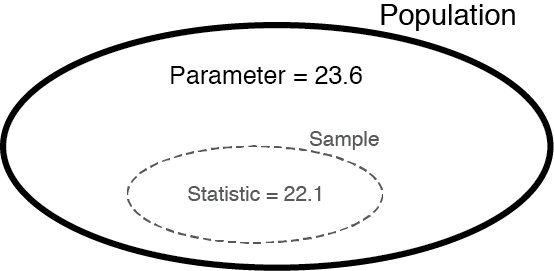 Population
Parameter = 23.6
Sample
Statistic = 22.1